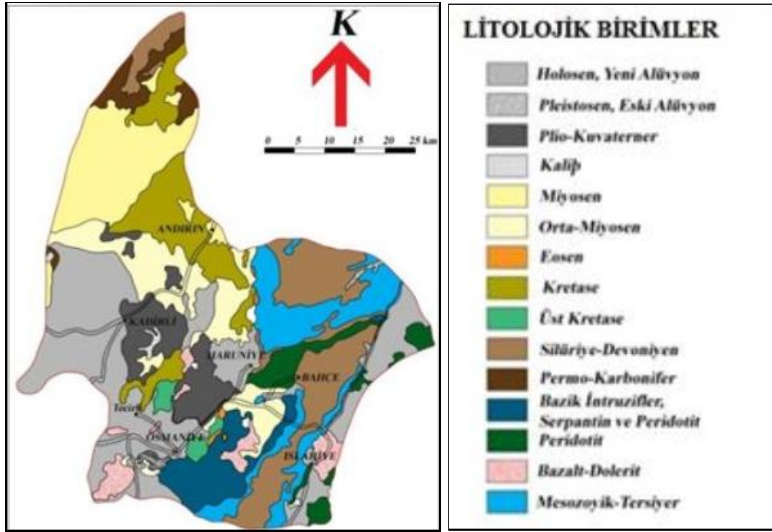 K
0 5 10 15 20 25 km
ANDIRIN
KADİRLİ
HARUNİYE
BAHÇE
Tecirli
OSMANİYE
ISLAHİYE
LİTOLOJİK BİRİMLER
Holosen, Yeni Alüvyon
Pleistosen, Eski Alüvyon
Plio-Kuvaterner
Kaliþ
Miyosen
Orta-Miyosen
Eosen
Kretase
Üst Kretase
Silüriye-Devoniyen
Permo-Karbonifer
Bazik İntruzifler,
Serpantin ve Peridotit
Peridotit
Bazalt-Dolerit
Mesozoyik-Tersiyer